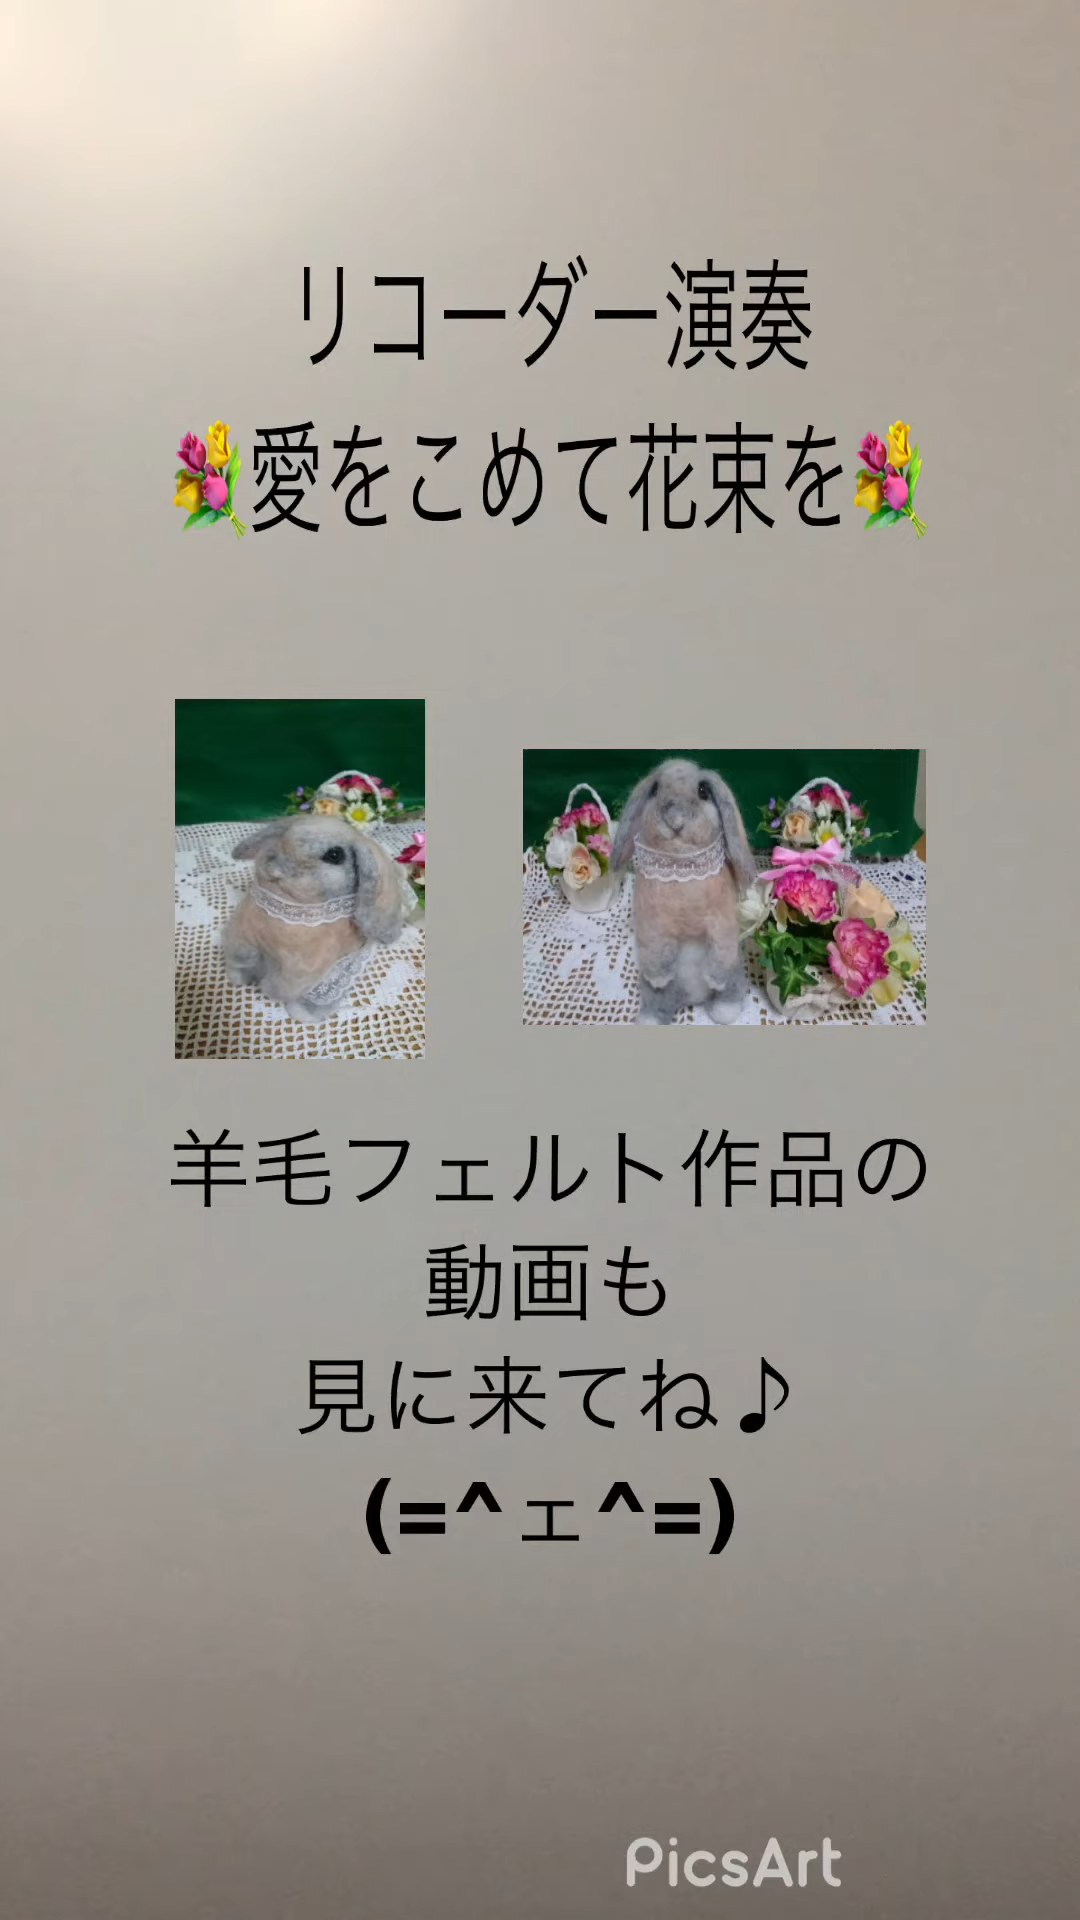 リコーダー演奏
💐愛をこめて花束を💐
羊毛フェルト作品の
動画も
見に来てね♪
(=^ェ^=)
PicsArt